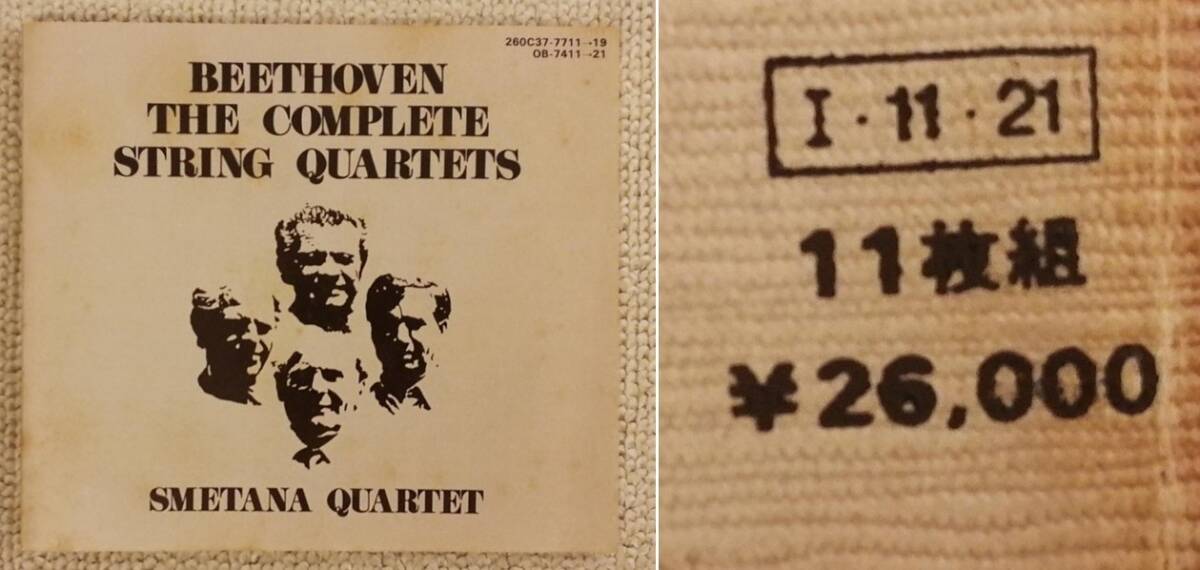 260C37-7711→19
OB-7411→21
BEETHOVEN
THE COMPLETE
STRING QUARTETS
SMETANA QUARTET
I・11・21
11枚組
¥26,000